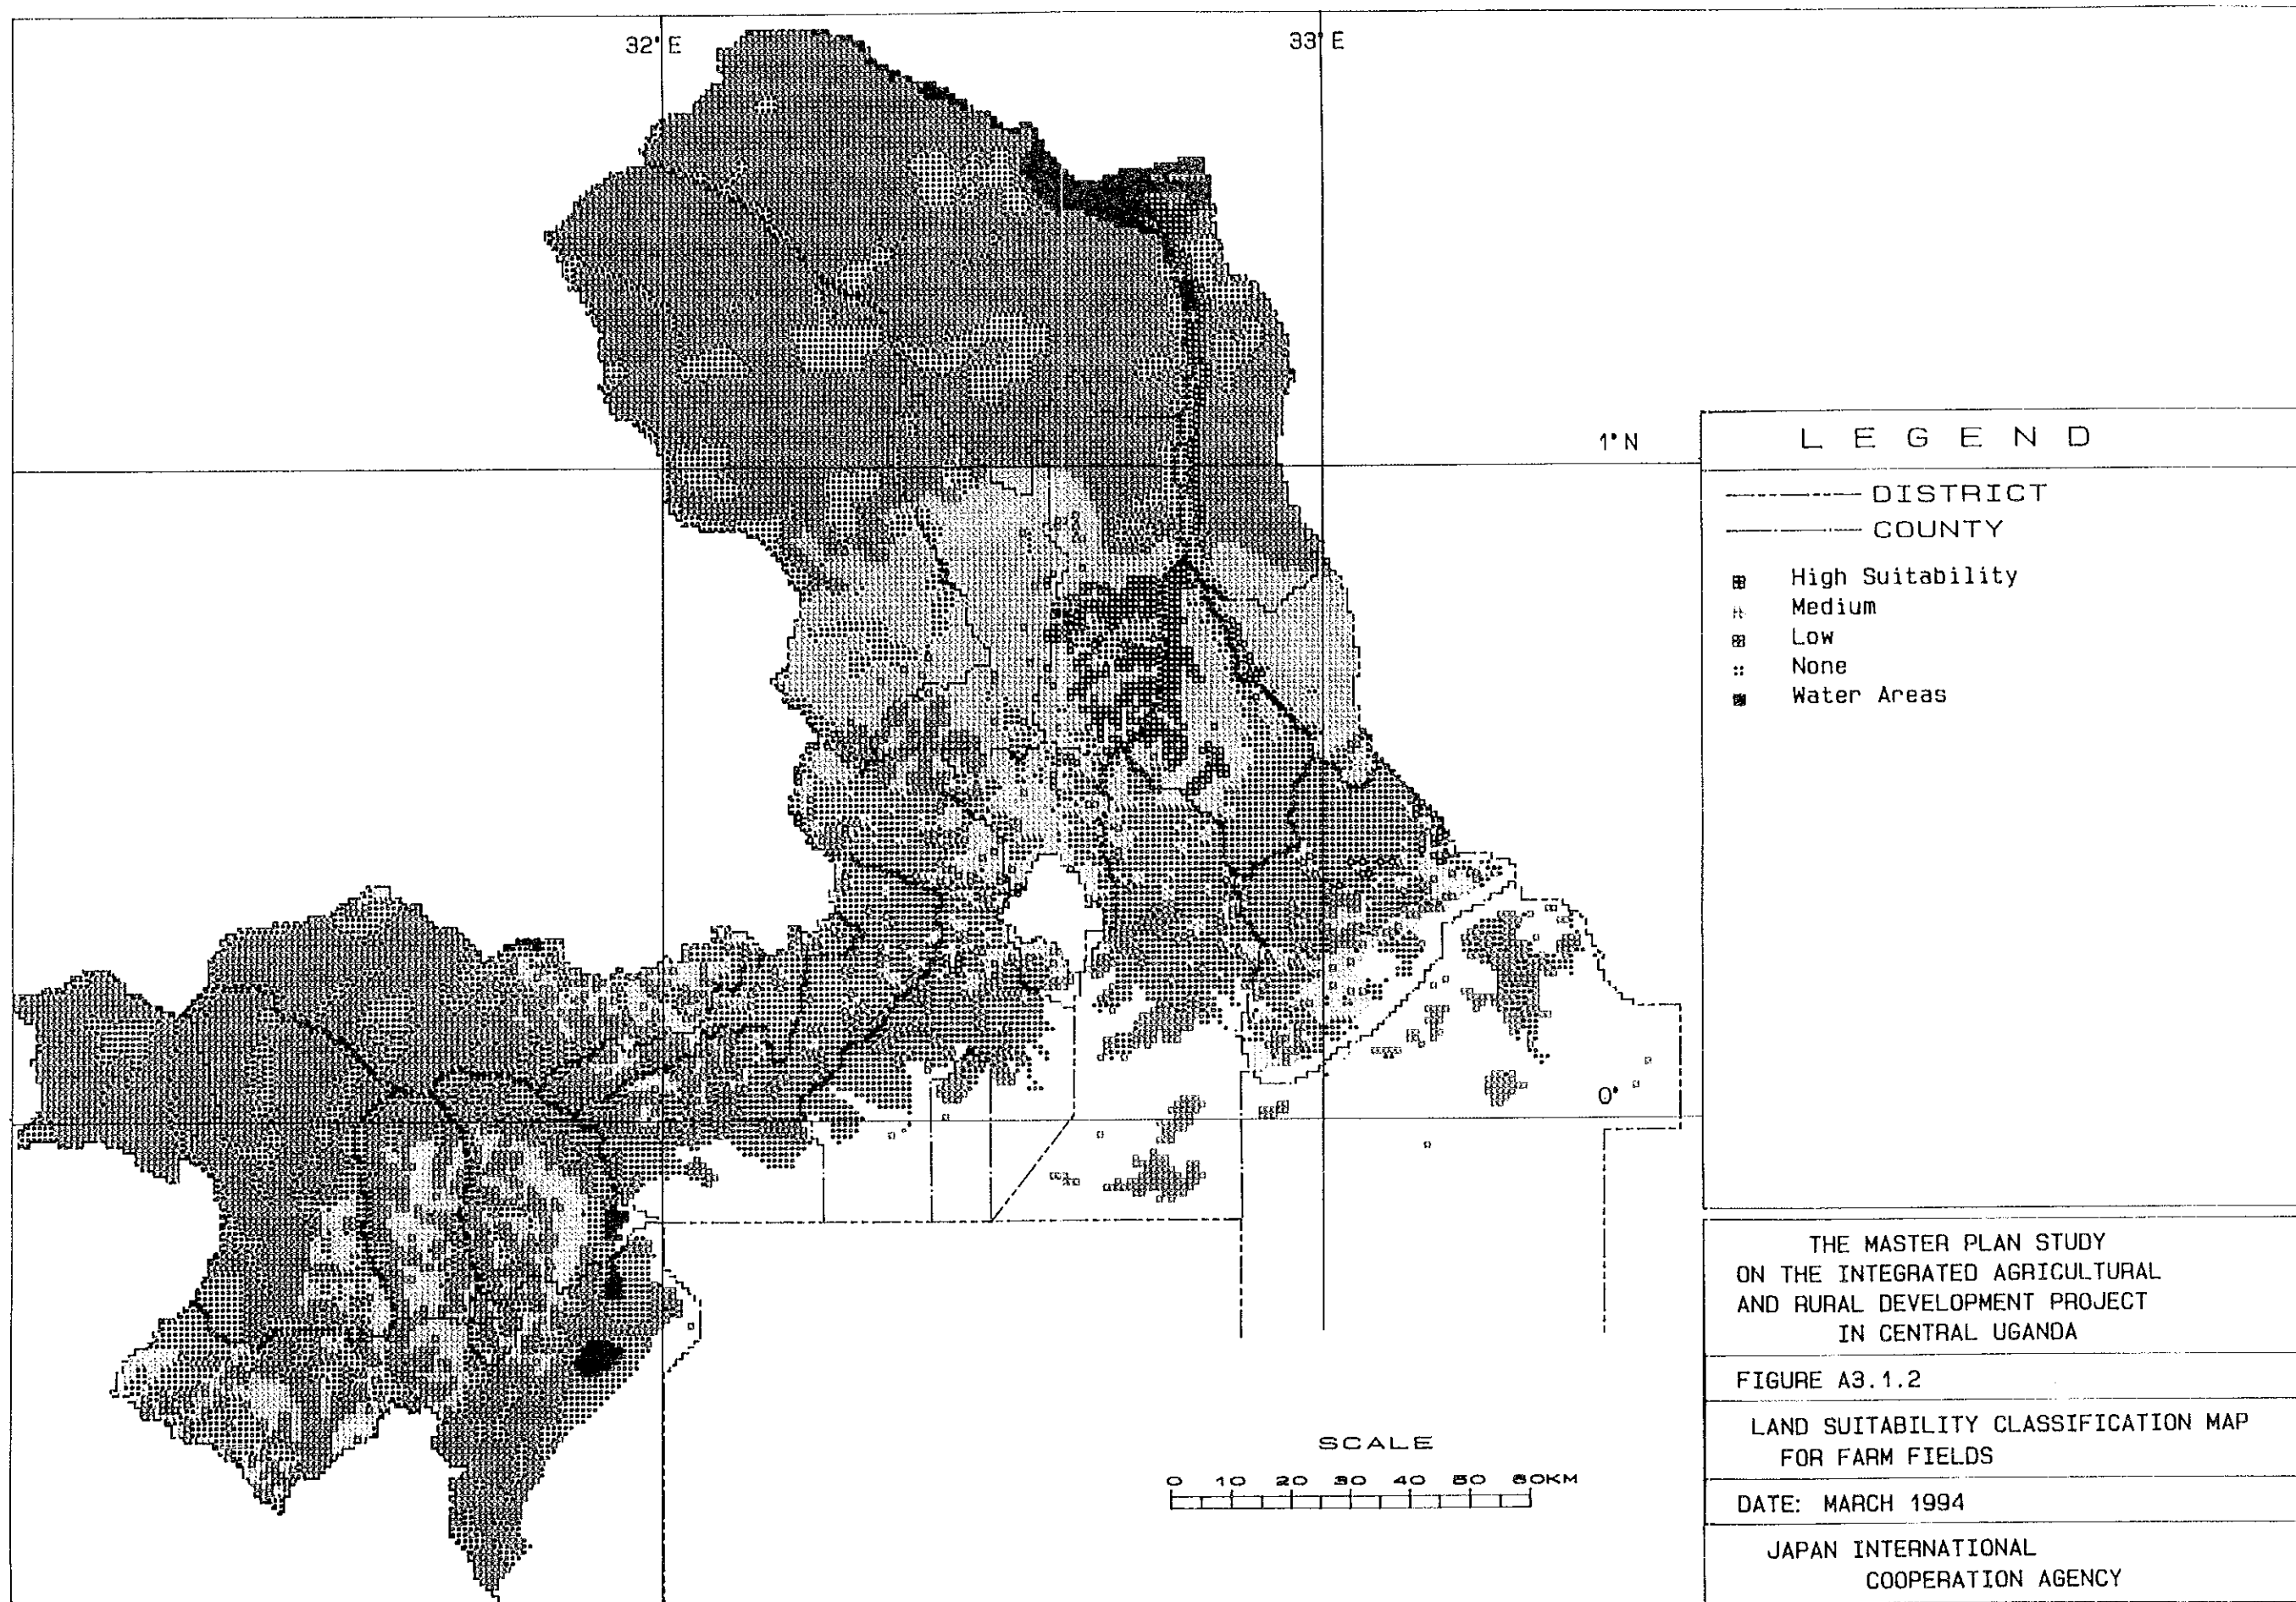 32° E
33° E
1° N
0°
LEGEND
DISTRICT
COUNTY
High Suitability
Medium
Low
None
Water Areas
THE MASTER PLAN STUDY
ON THE INTEGRATED AGRICULTURAL
AND RURAL DEVELOPMENT PROJECT
IN CENTRAL UGANDA
FIGURE A3.1.2
LAND SUITABILITY CLASSIFICATION MAP
FOR FARM FIELDS
DATE: MARCH 1994
JAPAN INTERNATIONAL
COOPERATION AGENCY
SCALE
0 10 20 30 40 50 60KM